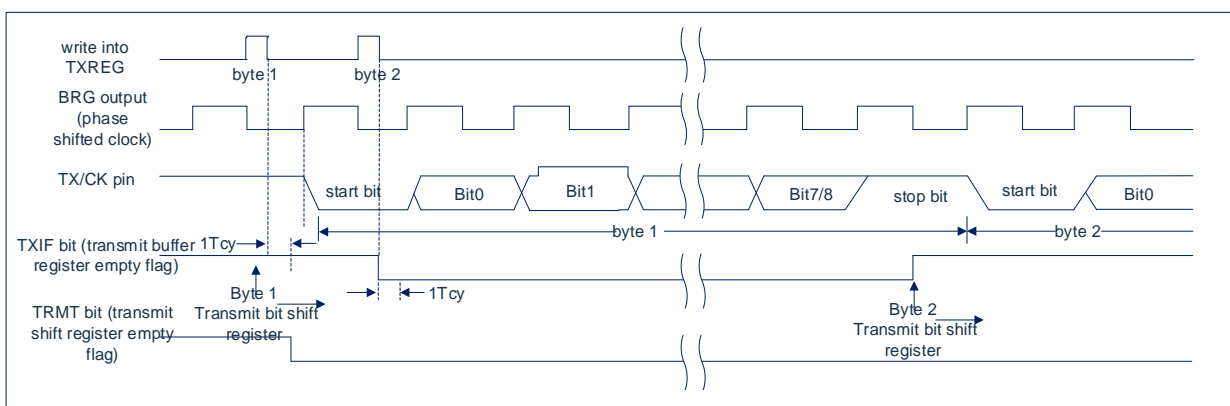 write into
TXREG
byte 1
byte 2
BRG output
(phase
shifted clock)
TX/CK pin
start bit
Bit0
Bit1
Bit7/8
stop bit
start bit
Bit0
byte 1
byte 2
TXIF bit (transmit buffer
register empty flag)
1Tcy
1Tcy
Byte 1
Transmit bit shift
register
Byte 2
Transmit bit shift
register
TRMT bit (transmit
shift register empty
flag)